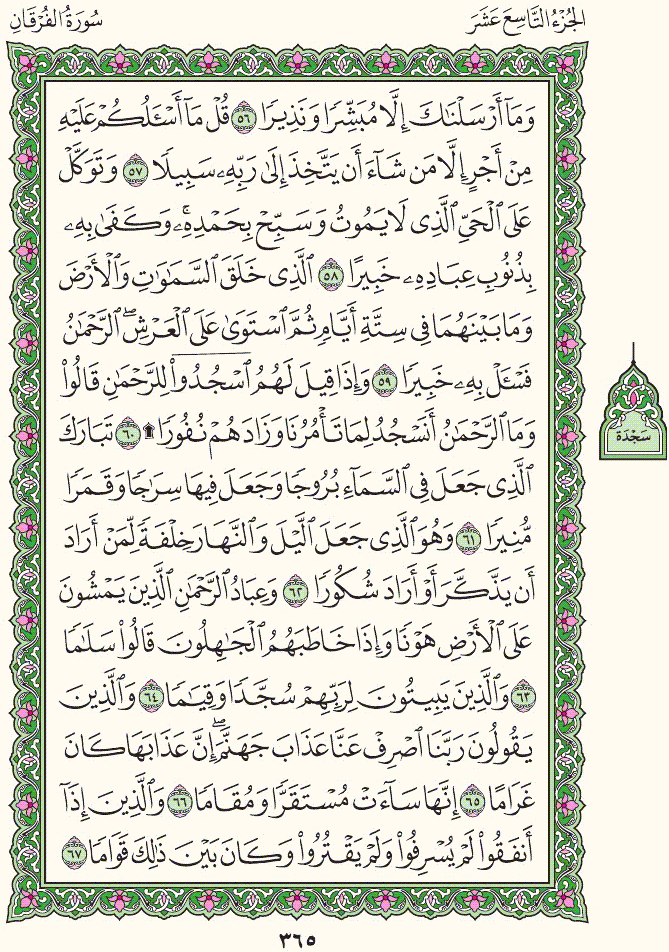 الجُزْءُ التَّاسِعَ عَشَرَ
سُورَةُ الفُرْقَانِ
وَمَآ أَرْسَلْنَٰكَ إِلَّا مُبَشِّرًا وَنَذِيرًا ٥٦ قُلْ مَآ أَسْـَٔلُكُمْ عَلَيْهِ
مِنْ أَجْرٍ إِلَّا مَن شَآءَ أَن يَتَّخِذَ إِلَىٰ رَبِّهِۦ سَبِيلًا ٥٧ وَتَوَكَّلْ
عَلَى ٱلْحَىِّ ٱلَّذِى لَا يَمُوتُ وَسَبِّحْ بِحَمْدِهِۦۚ وَكَفَىٰ بِهِۦ
بِذُنُوبِ عِبَادِهِۦ خَبِيرًا ٥٨ ٱلَّذِى خَلَقَ ٱلسَّمَٰوَٰتِ وَٱلْأَرْضَ
وَمَا بَيْنَهُمَا فِى سِتَّةِ أَيَّامٍ ثُمَّ ٱسْتَوَىٰ عَلَى ٱلْعَرْشِۖ ٱلرَّحْمَٰنُ
فَسْـَٔلْ بِهِۦ خَبِيرًا ٥٩ وَإِذَا قِيلَ لَهُمُ ٱسْجُدُوا۟ لِلرَّحْمَٰنِ قَالُوا۟
وَمَا ٱلرَّحْمَٰنُ أَنَسْجُدُ لِمَا تَأْمُرُنَا وَزَادَهُمْ نُفُورًا ٦٠ تَبَارَكَ
ٱلَّذِى جَعَلَ فِى ٱلسَّمَآءِ بُرُوجًا وَجَعَلَ فِيهَا سِرَٰجًا وَقَمَرًا
مُّنِيرًا ٦١ وَهُوَ ٱلَّذِى جَعَلَ ٱلَّيْلَ وَٱلنَّهَارَ خِلْفَةً لِّمَنْ أَرَادَ
أَن يَذَّكَّرَ أَوْ أَرَادَ شُكُورًا ٦٢ وَعِبَادُ ٱلرَّحْمَٰنِ ٱلَّذِينَ يَمْشُونَ
عَلَى ٱلْأَرْضِ هَوْنًا وَإِذَا خَاطَبَهُمُ ٱلْجَٰهِلُونَ قَالُوا۟ سَلَٰمًا
٦٣ وَٱلَّذِينَ يَبِيتُونَ لِرَبِّهِمْ سُجَّدًا وَقِيَٰمًا ٦٤ وَٱلَّذِينَ
يَقُولُونَ رَبَّنَا ٱصْرِفْ عَنَّا عَذَابَ جَهَنَّمَۖ إِنَّ عَذَابَهَا كَانَ
غَرَامًا ٦٥ إِنَّهَا سَآءَتْ مُسْتَقَرًّا وَمُقَامًا ٦٦ وَٱلَّذِينَ إِذَآ
أَنفَقُوا۟ لَمْ يُسْرِفُوا۟ وَلَمْ يَقْتُرُوا۟ وَكَانَ بَيْنَ ذَٰلِكَ قَوَامًا ٦٧
سَجْدَة
٣٦٥